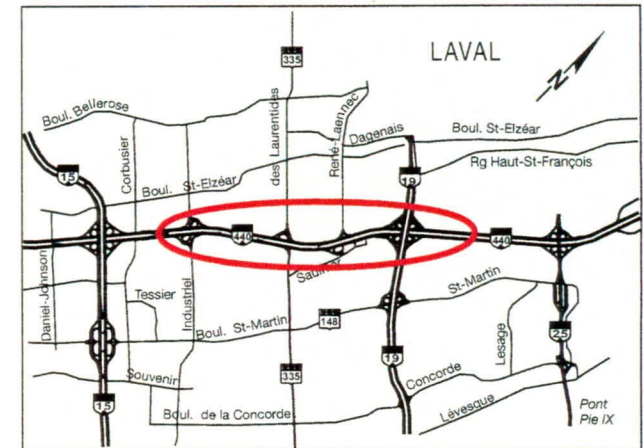 335
LAVAL
N
Boul. Bellerose
Corbusier
des Laurentides
René-Laennec
Dagenais
Boul. St-Elzéar
Rg Haut-St-François
15
19
Boul. St-Elzéar
440
440
Daniel-Johnson
Tessier
Industriel
St-Martin
Boul. St-Martin
148
Lesage
25
19
Souvenir
335
Concorde
15
Boul. de la Concorde
Lévesque
Pont
Pie IX